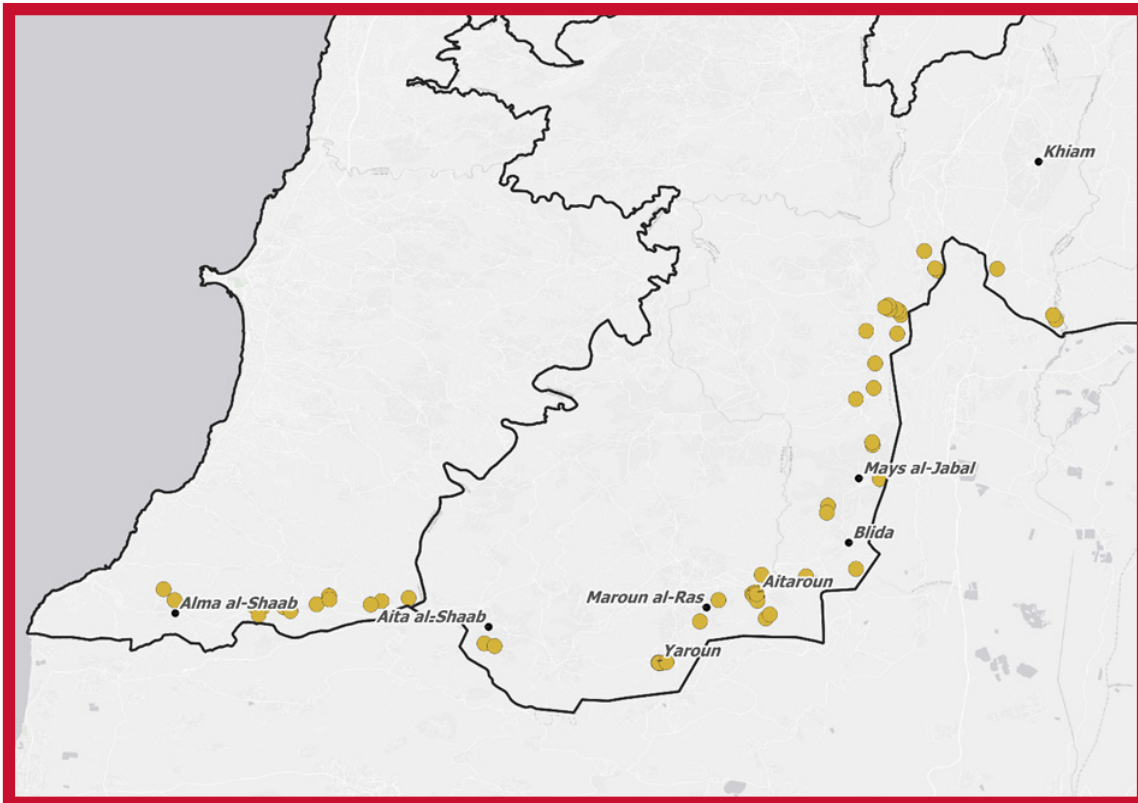 Khiam
Mays al-Jabal
Blida
Aitaroun
Maroun al-Ras
Alma al-Shaab
Aita al-Shaab
Yaroun